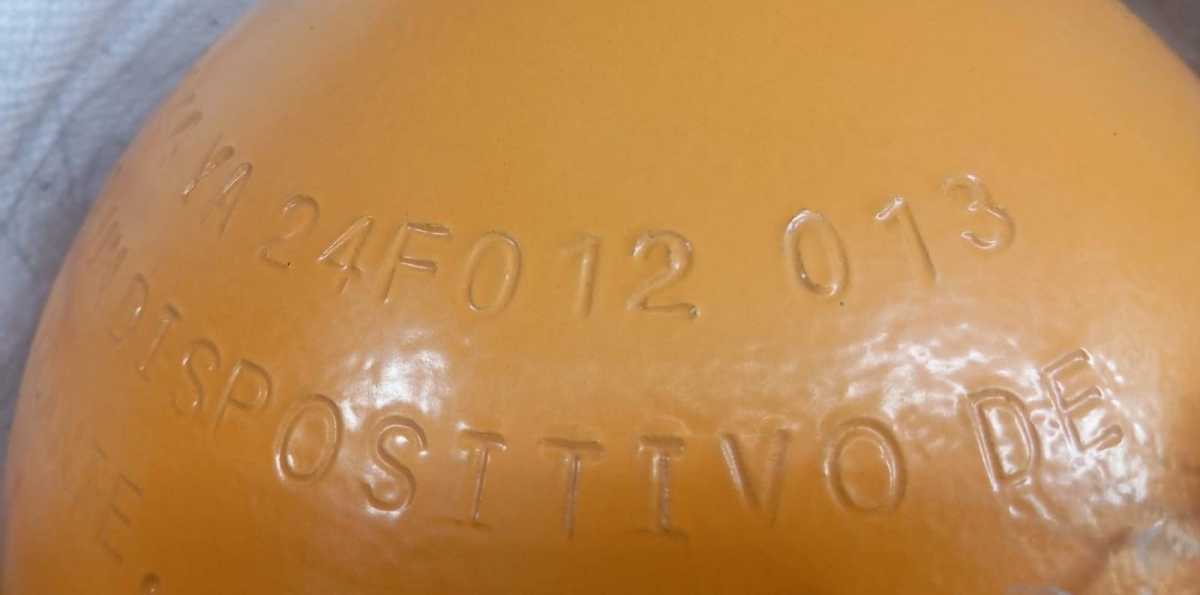 VA 24F012 013
DISPOSITIVO DE